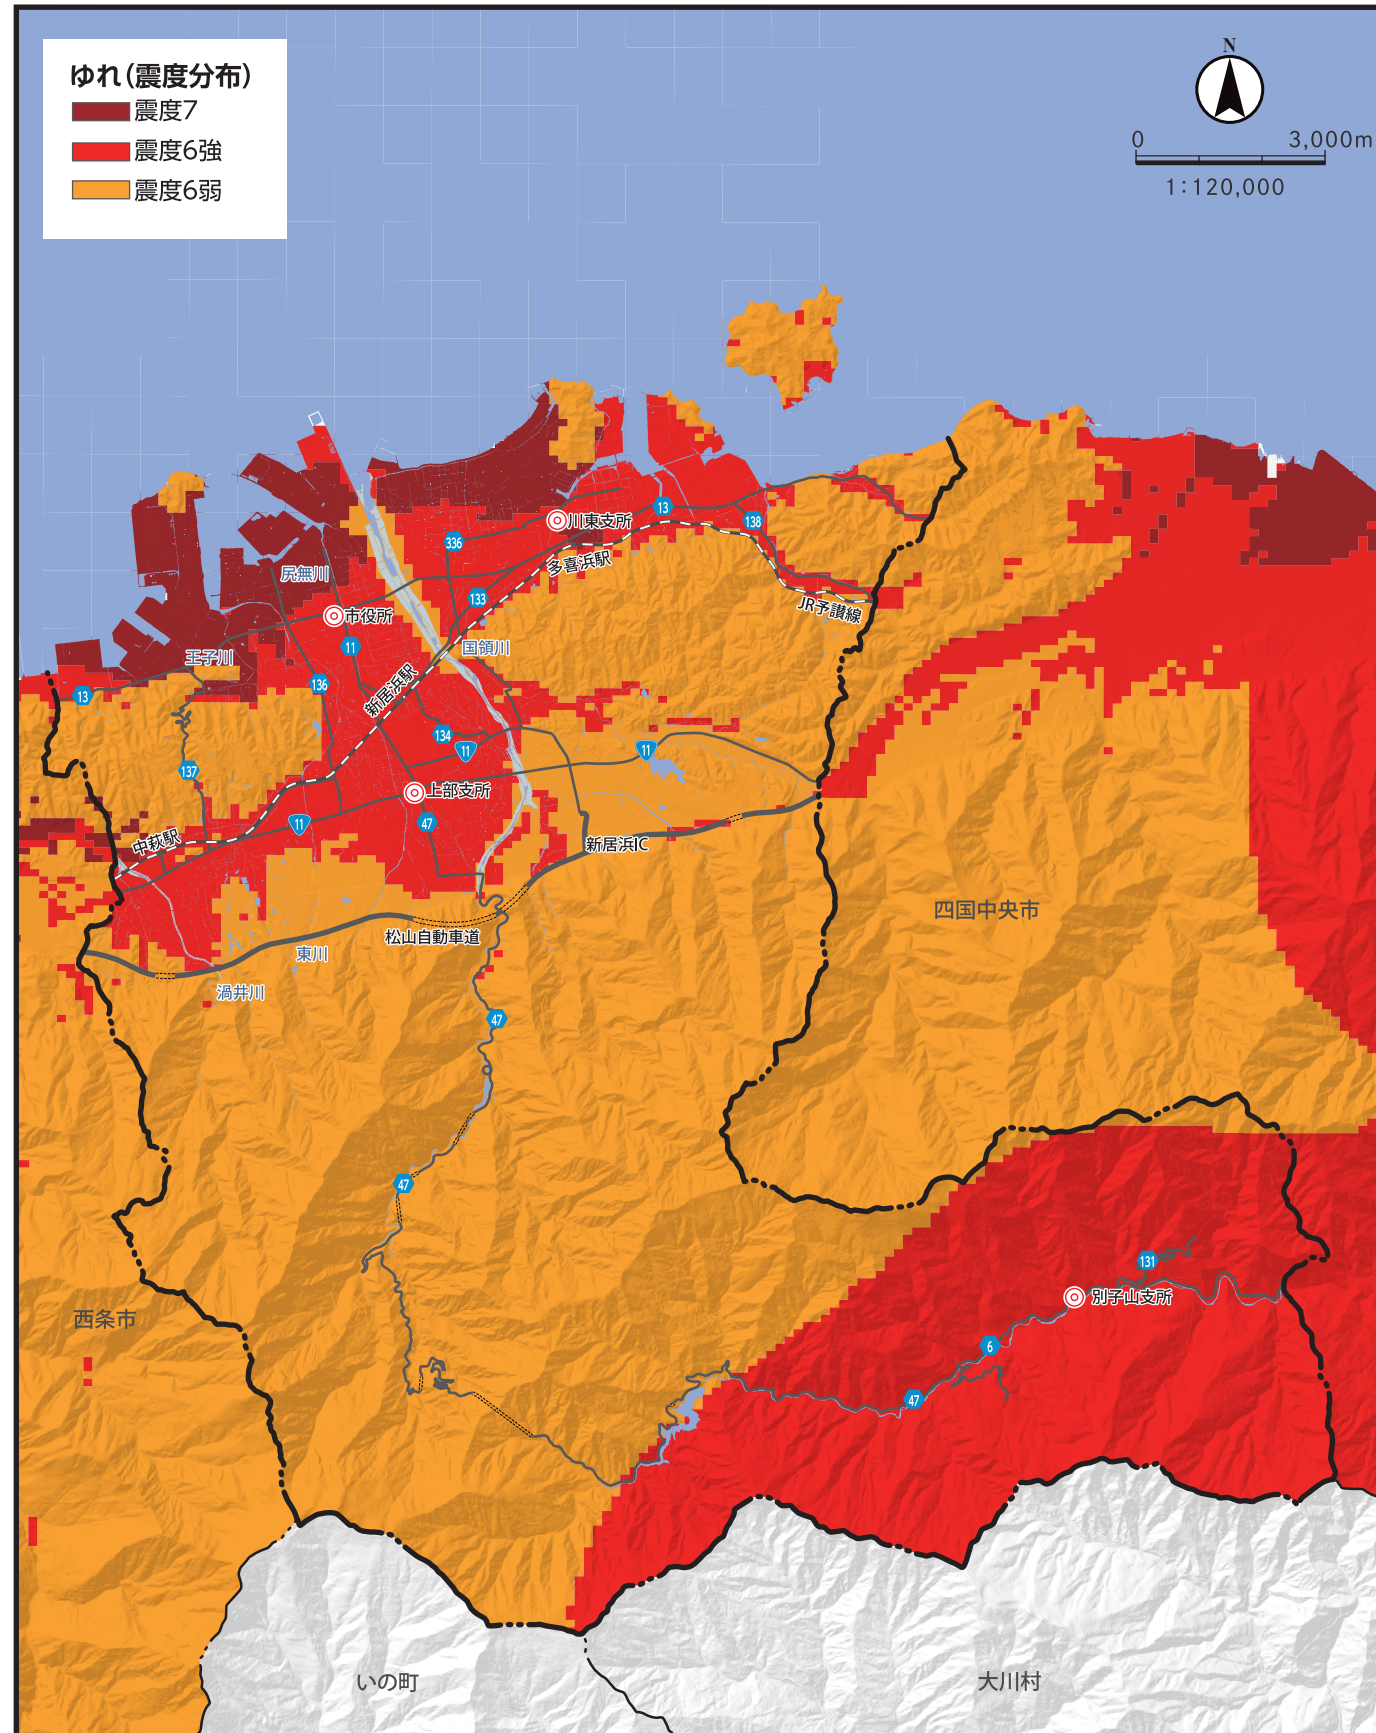 ゆれ(震度分布)
震度7
震度6強
震度6弱
N
0 3,000m
1:120,000
川東支所
13
138
336
多喜浜駅
尻無川
133
JR予讃線
市役所
11
国領川
王子川
136
新居浜駅
13
134
11
11
137
上部支所
47
11
中萩駅
新居浜IC
四国中央市
松山自動車道
東川
渦井川
47
47
131
別子山支所
西条市
6
47
いの町
大川村